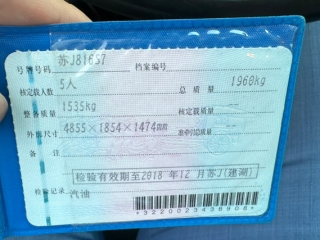 号牌号码 苏J81657 档案编号
核定载人数 5人 总质量 1960kg
整备质量 1535kg 核定载质量 --
外廓尺寸 4855×1854×1474mm 准牵引总质量 --
备注
检验有效期至2018年12月苏J(建湖)
检验记录 汽油
*3220023438908*